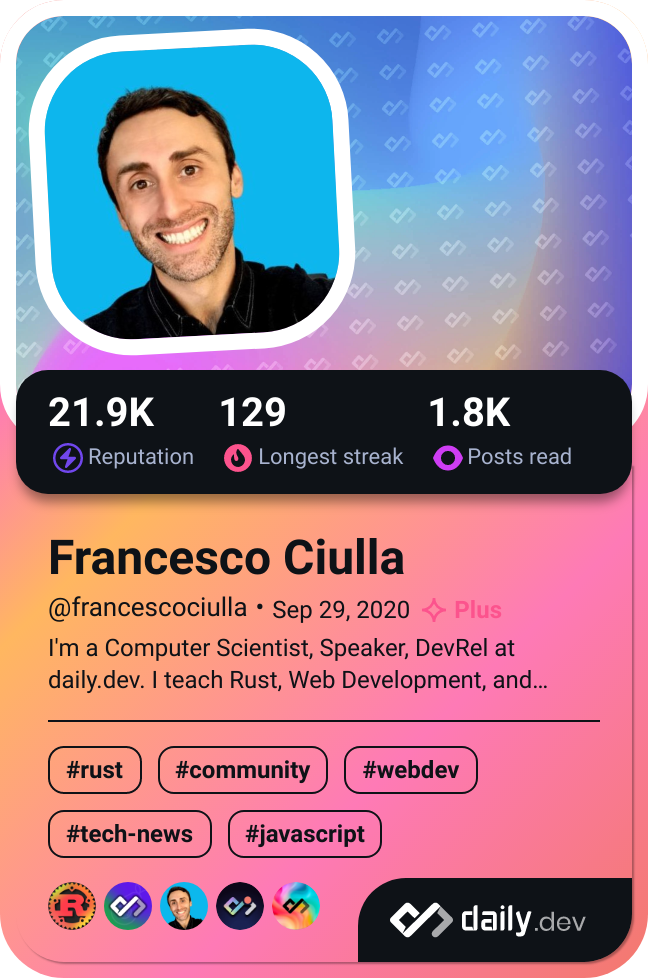 21.9K 129 1.8K
Reputation Longest streak Posts read
Francesco Ciulla
@francescociulla • Sep 29, 2020 Plus
I'm a Computer Scientist, Speaker, DevRel at
daily.dev. I teach Rust, Web Development, and…
#rust #community #webdev
#tech-news #javascript
R
daily.dev